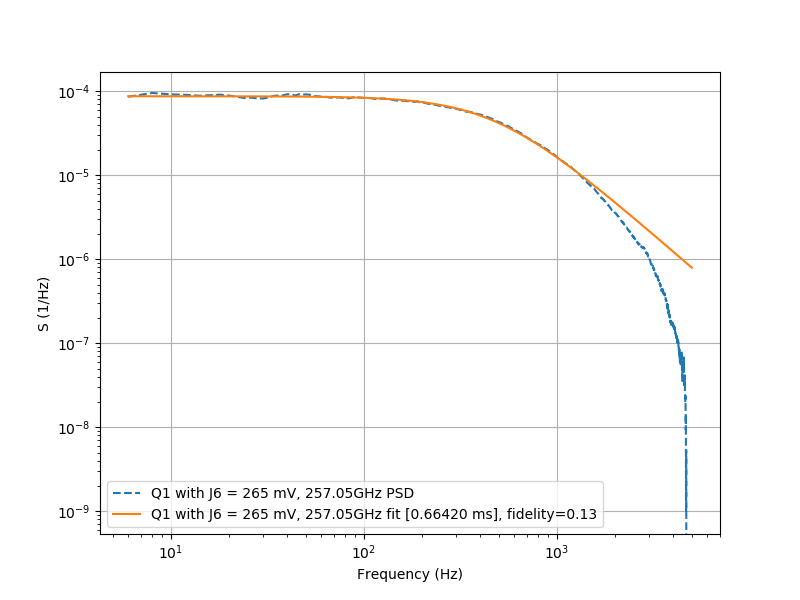 10⁻⁴
10⁻⁵
10⁻⁶
10⁻⁷
10⁻⁸
10⁻⁹
S (1/Hz)
Q1 with J6 = 265 mV, 257.05GHz PSD
Q1 with J6 = 265 mV, 257.05GHz fit [0.66420 ms], fidelity=0.13
10¹ 10² 10³
Frequency (Hz)